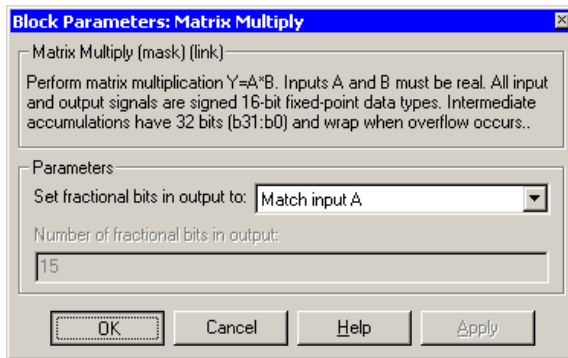 Block Parameters: Matrix Multiply
Matrix Multiply (mask) (link)
Perform matrix multiplication Y=A*B. Inputs A and B must be real. All input
and output signals are signed 16-bit fixed-point data types. Intermediate
accumulations have 32 bits (b31:b0) and wrap when overflow occurs..
Parameters
Set fractional bits in output to: Match input A
Number of fractional bits in output:
15
OK Cancel Help Apply